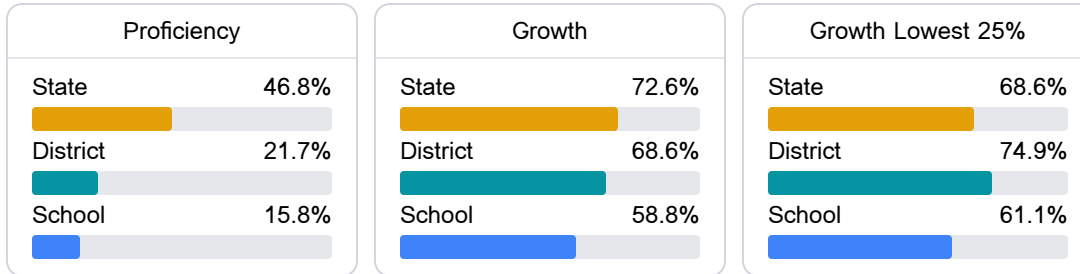 Proficiency
State 46.8%
District 21.7%
School 15.8%
Growth
State 72.6%
District 68.6%
School 58.8%
Growth Lowest 25%
State 68.6%
District 74.9%
School 61.1%